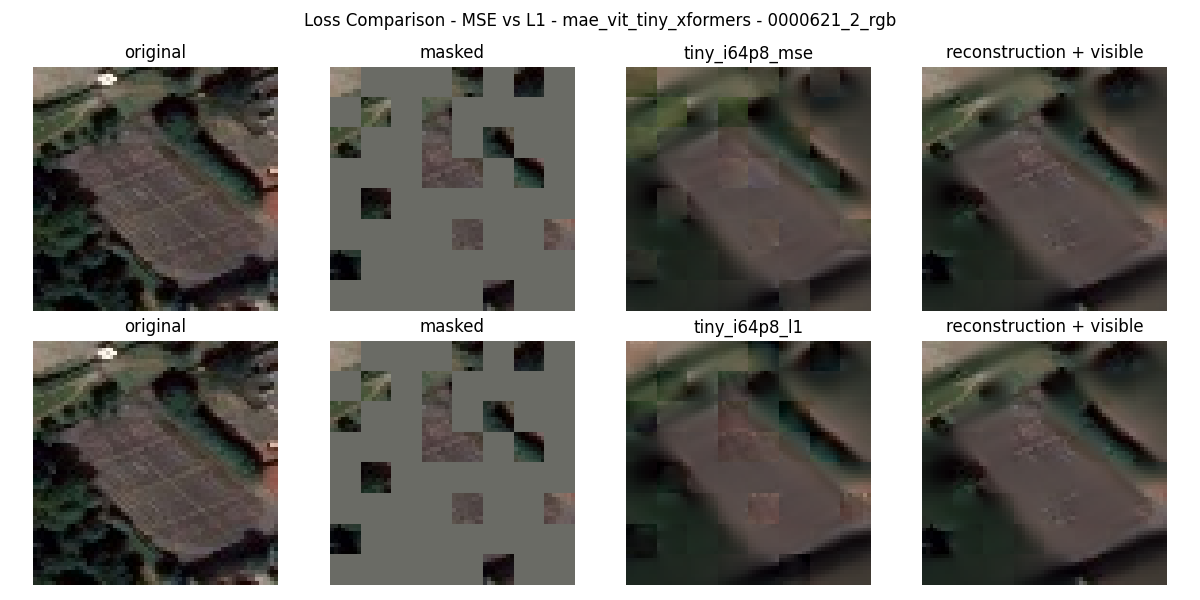 Loss Comparison - MSE vs L1 - mae_vit_tiny_xformers - 0000621_2_rgb
original
masked
tiny_i64p8_mse
reconstruction + visible
original
masked
tiny_i64p8_l1
reconstruction + visible